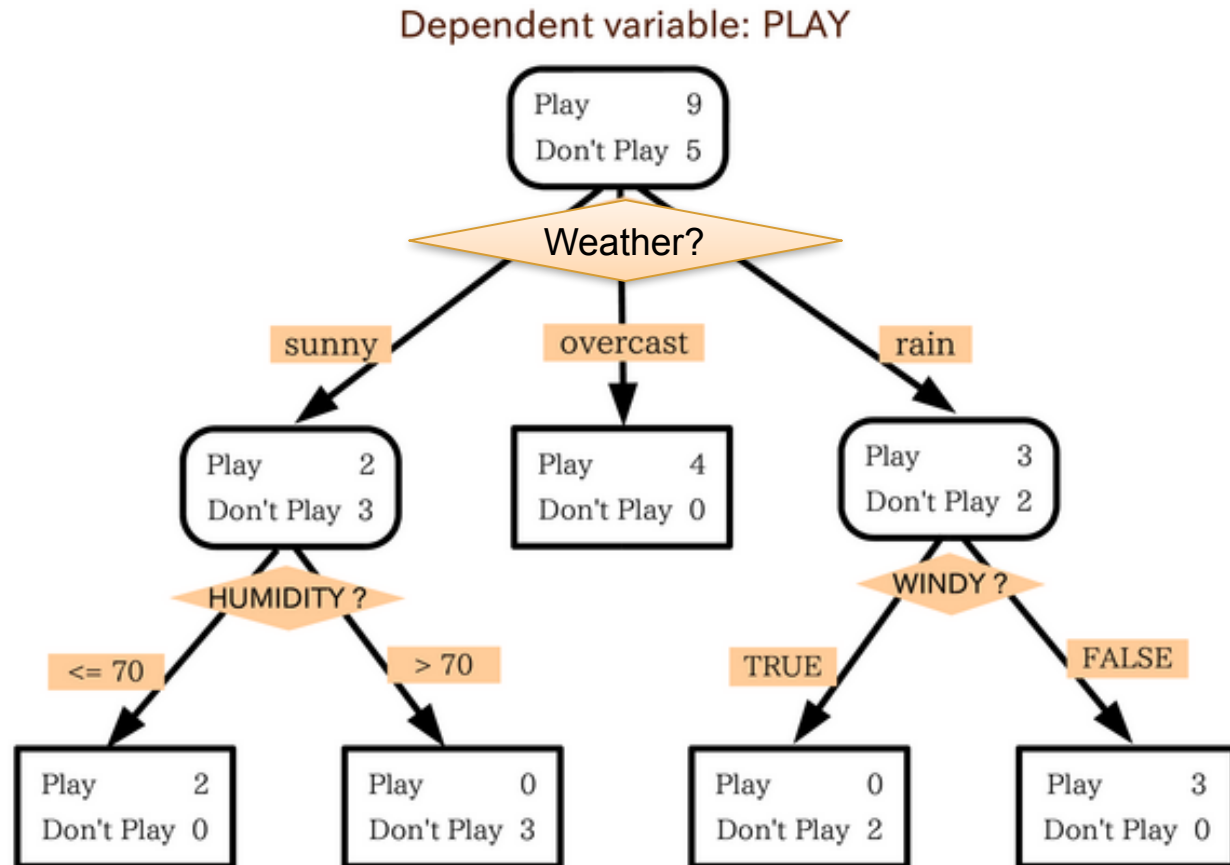 Dependent variable: PLAY
Play 9
Don't Play 5
Weather?
sunny
overcast
rain
Play 2
Don't Play 3
Play 4
Don't Play 0
Play 3
Don't Play 2
HUMIDITY ?
WINDY ?
<= 70
> 70
TRUE
FALSE
Play 2
Don't Play 0
Play 0
Don't Play 3
Play 0
Don't Play 2
Play 3
Don't Play 0